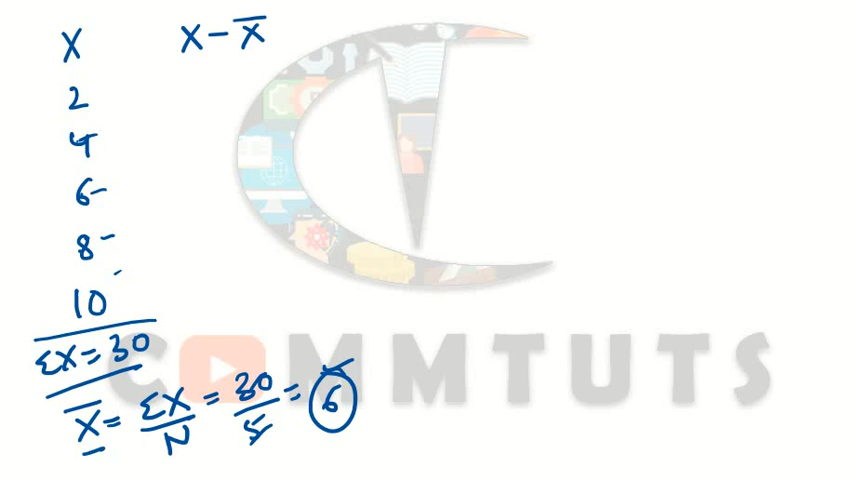 X X - X̄
2
4
6
8
10
ΣX = 30
X̄ = ΣX/N = 30/5 = 6
COMMTUTS